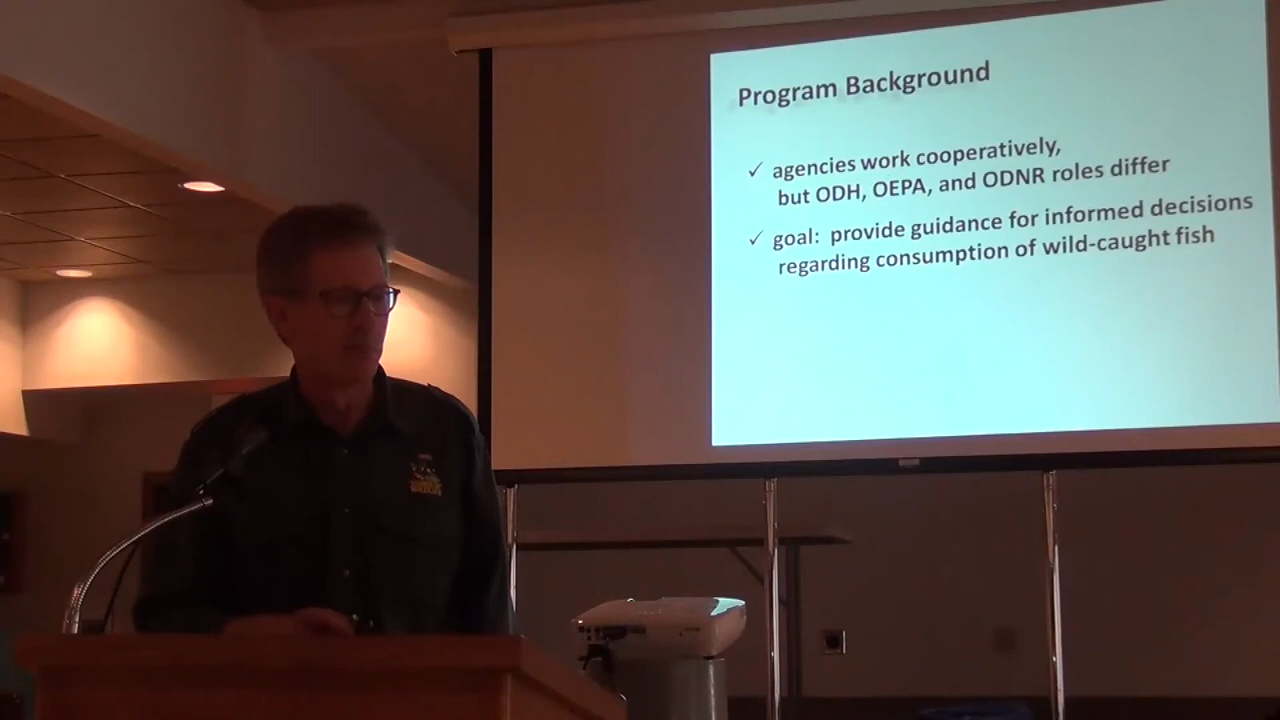 Program Background
✓ agencies work cooperatively,
but ODH, OEPA, and ODNR roles differ
✓ goal: provide guidance for informed decisions
regarding consumption of wild-caught fish